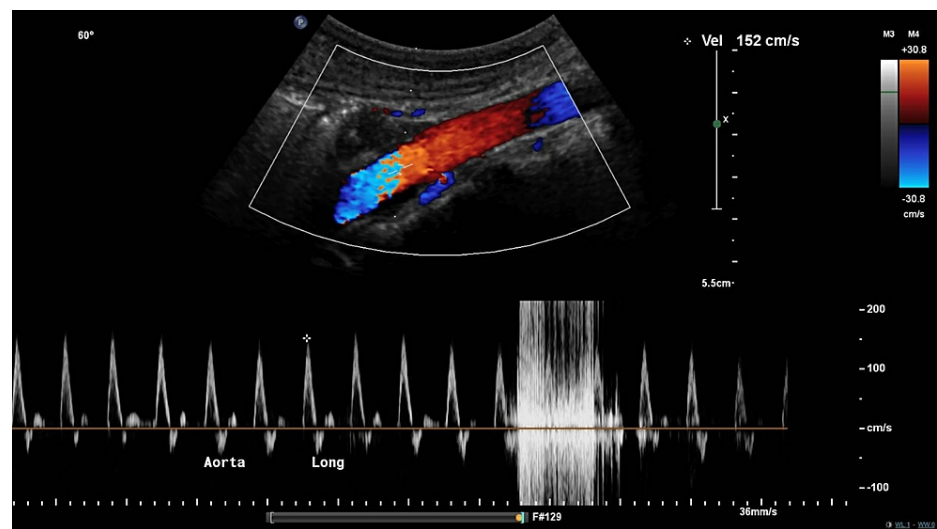 P
60°
Vel 152 cm/s
M3 M4
+30.8
x
-30.8
cm/s
5.5cm
200
100
cm/s
-100
Aorta Long
36mm/s
F#129
WL:1 - WW:0